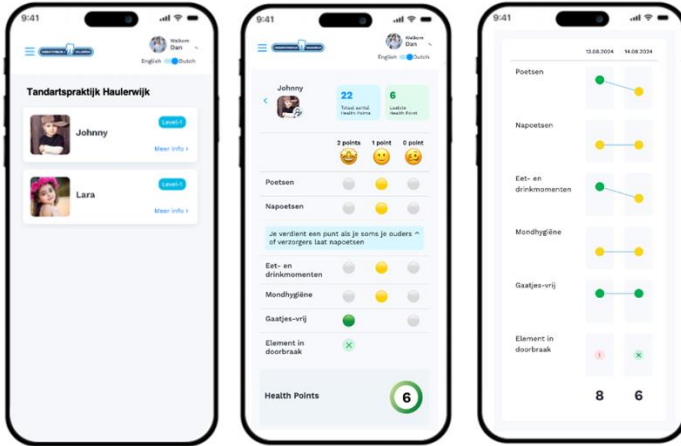 9:41
Welkom
Dan
English Dutch
Tandartspraktijk Haulerwijk
Johnny
Level-1
Meer info >
Lara
Level-1
Meer info >
9:41
Welkom
Dan
English Dutch
Johnny
22
Totaal aantal
Health Points
6
Laatste
Health Point
2 points 1 point 0 point
Poetsen
Napoetsen
Je verdient een punt als je soms je ouders
of verzorgers laat napoetsen
Eet- en
drinkmomenten
Mondhygiëne
Gaatjes-vrij
Element in
doorbraak
Health Points
6
9:41
13.08.2024 14.08.2024
Poetsen
Napoetsen
Eet- en
drinkmomenten
Mondhygiëne
Gaatjes-vrij
Element in
doorbraak
8 6